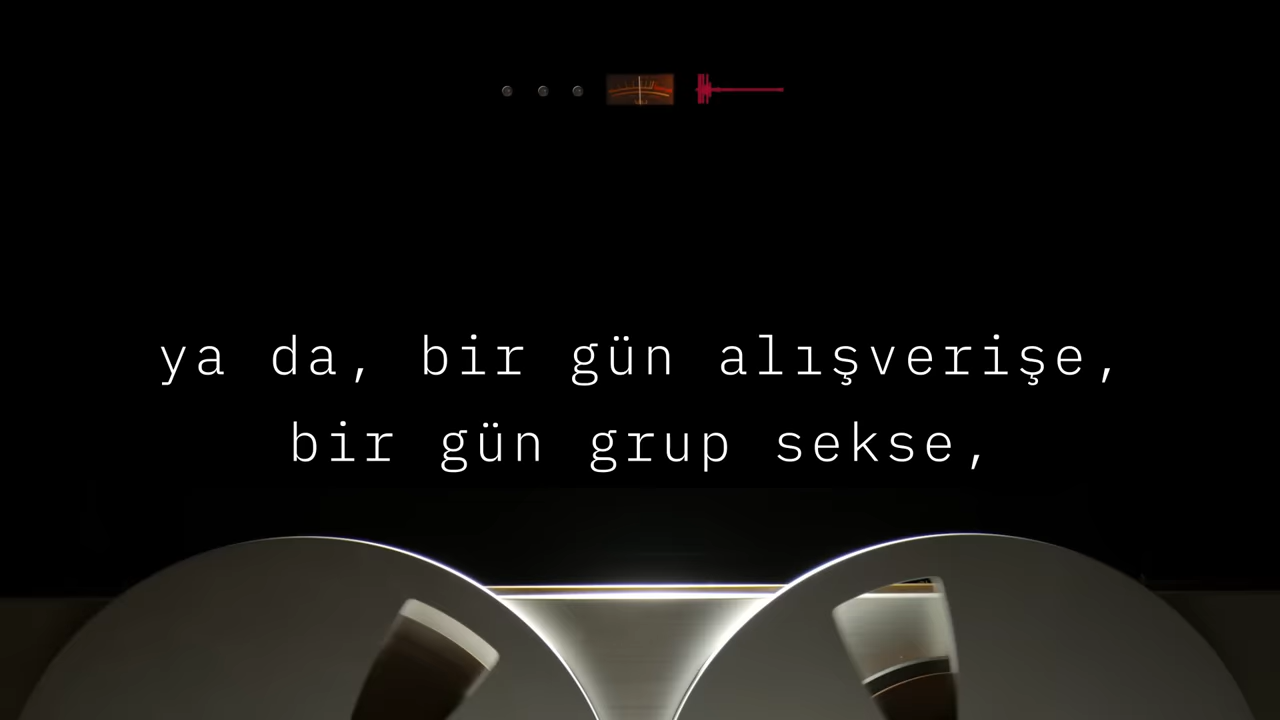 ya da, bir gün alışverişe,
bir gün grup sekse,